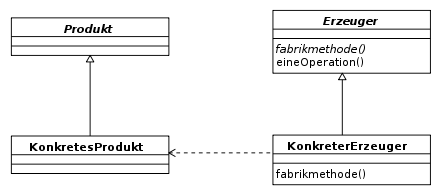 Produkt
Erzeuger
fabrikmethode()
eineOperation()
KonkretesProdukt
KonkreterErzeuger
fabrikmethode()